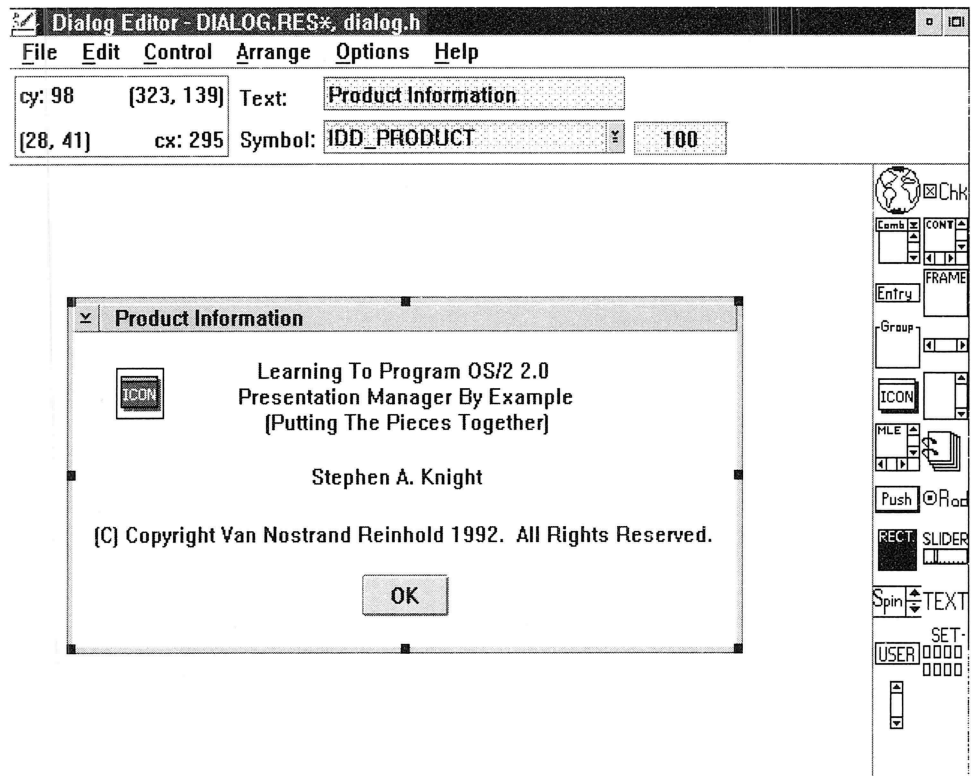 Dialog Editor - DIALOG.RES*, dialog.h
File Edit Control Arrange Options Help
cy: 98 (323, 139) Text: Product Information
(28, 41) cx: 295 Symbol: IDD_PRODUCT 100
Chk
Comb CONT
Entry FRAME
Group
ICON
MLE
Push Rad
RECT. SLIDER
Spin TEXT
USER SET-
Product Information
ICON
Learning To Program OS/2 2.0
Presentation Manager By Example
(Putting The Pieces Together)
Stephen A. Knight
(C) Copyright Van Nostrand Reinhold 1992. All Rights Reserved.
OK